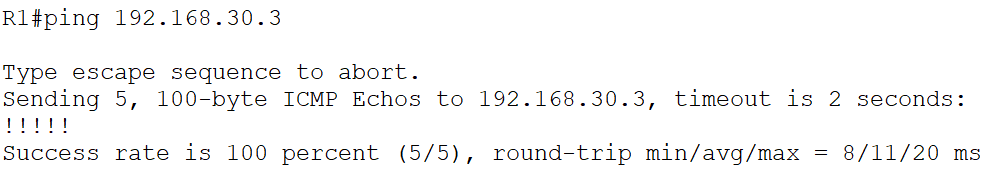 R1#ping 192.168.30.3
Type escape sequence to abort.
Sending 5, 100-byte ICMP Echos to 192.168.30.3, timeout is 2 seconds:
!!!!!
Success rate is 100 percent (5/5), round-trip min/avg/max = 8/11/20 ms